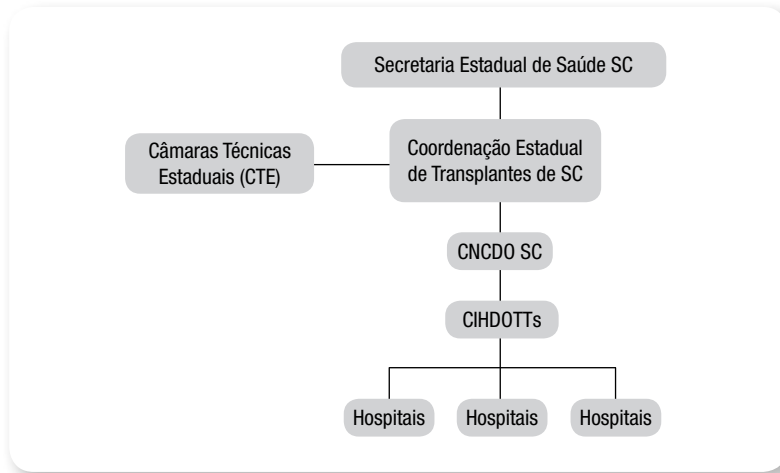 Secretaria Estadual de Saúde SC
Câmaras Técnicas
Estaduais (CTE)
Coordenação Estadual
de Transplantes de SC
CNCDO SC
CIHDOTTs
Hospitais
Hospitais
Hospitais